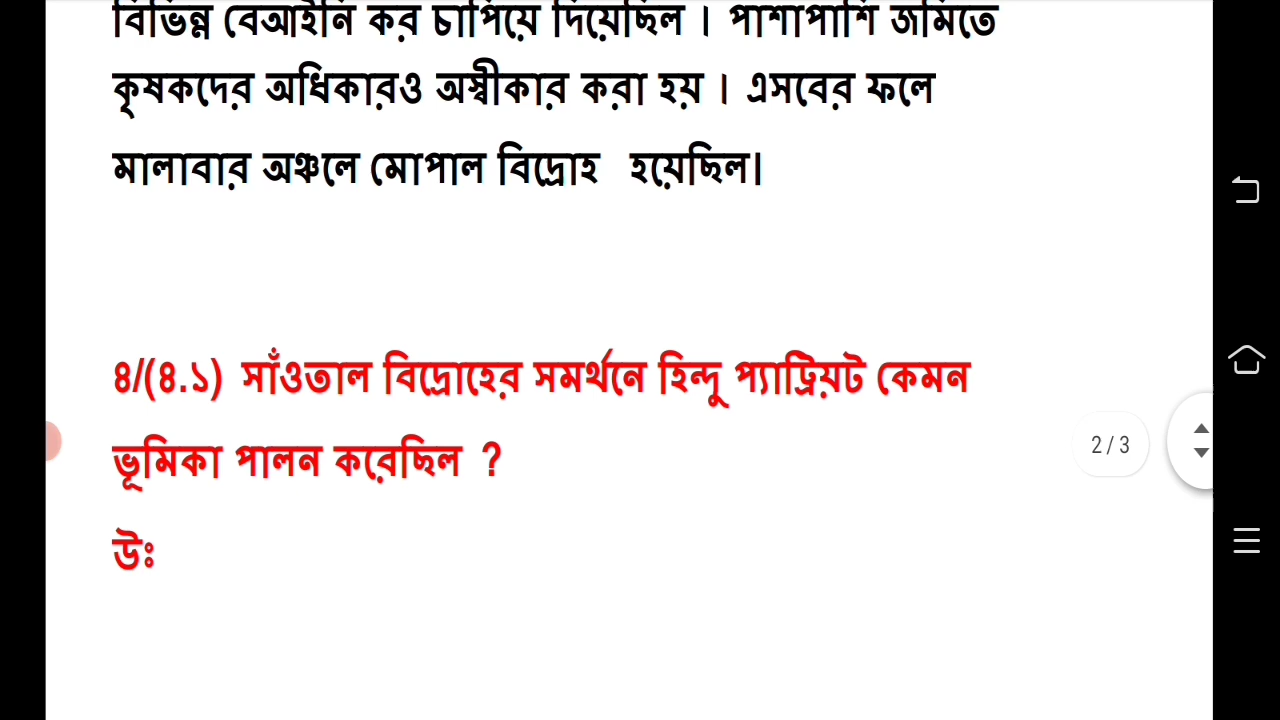 বিভিন্ন বেআইনি কর চাপিয়ে দিয়েছিল । পাশাপাশি জমিতে
কৃষকদের অধিকারও অস্বীকার করা হয় । এসবের ফলে
মালাবার অঞ্চলে মোপাল বিদ্রোহ হয়েছিল।
৪/(৪.১) সাঁওতাল বিদ্রোহের সমর্থনে হিন্দু প্যাট্রিয়ট কেমন
ভূমিকা পালন করেছিল ?
2 / 3
উঃ